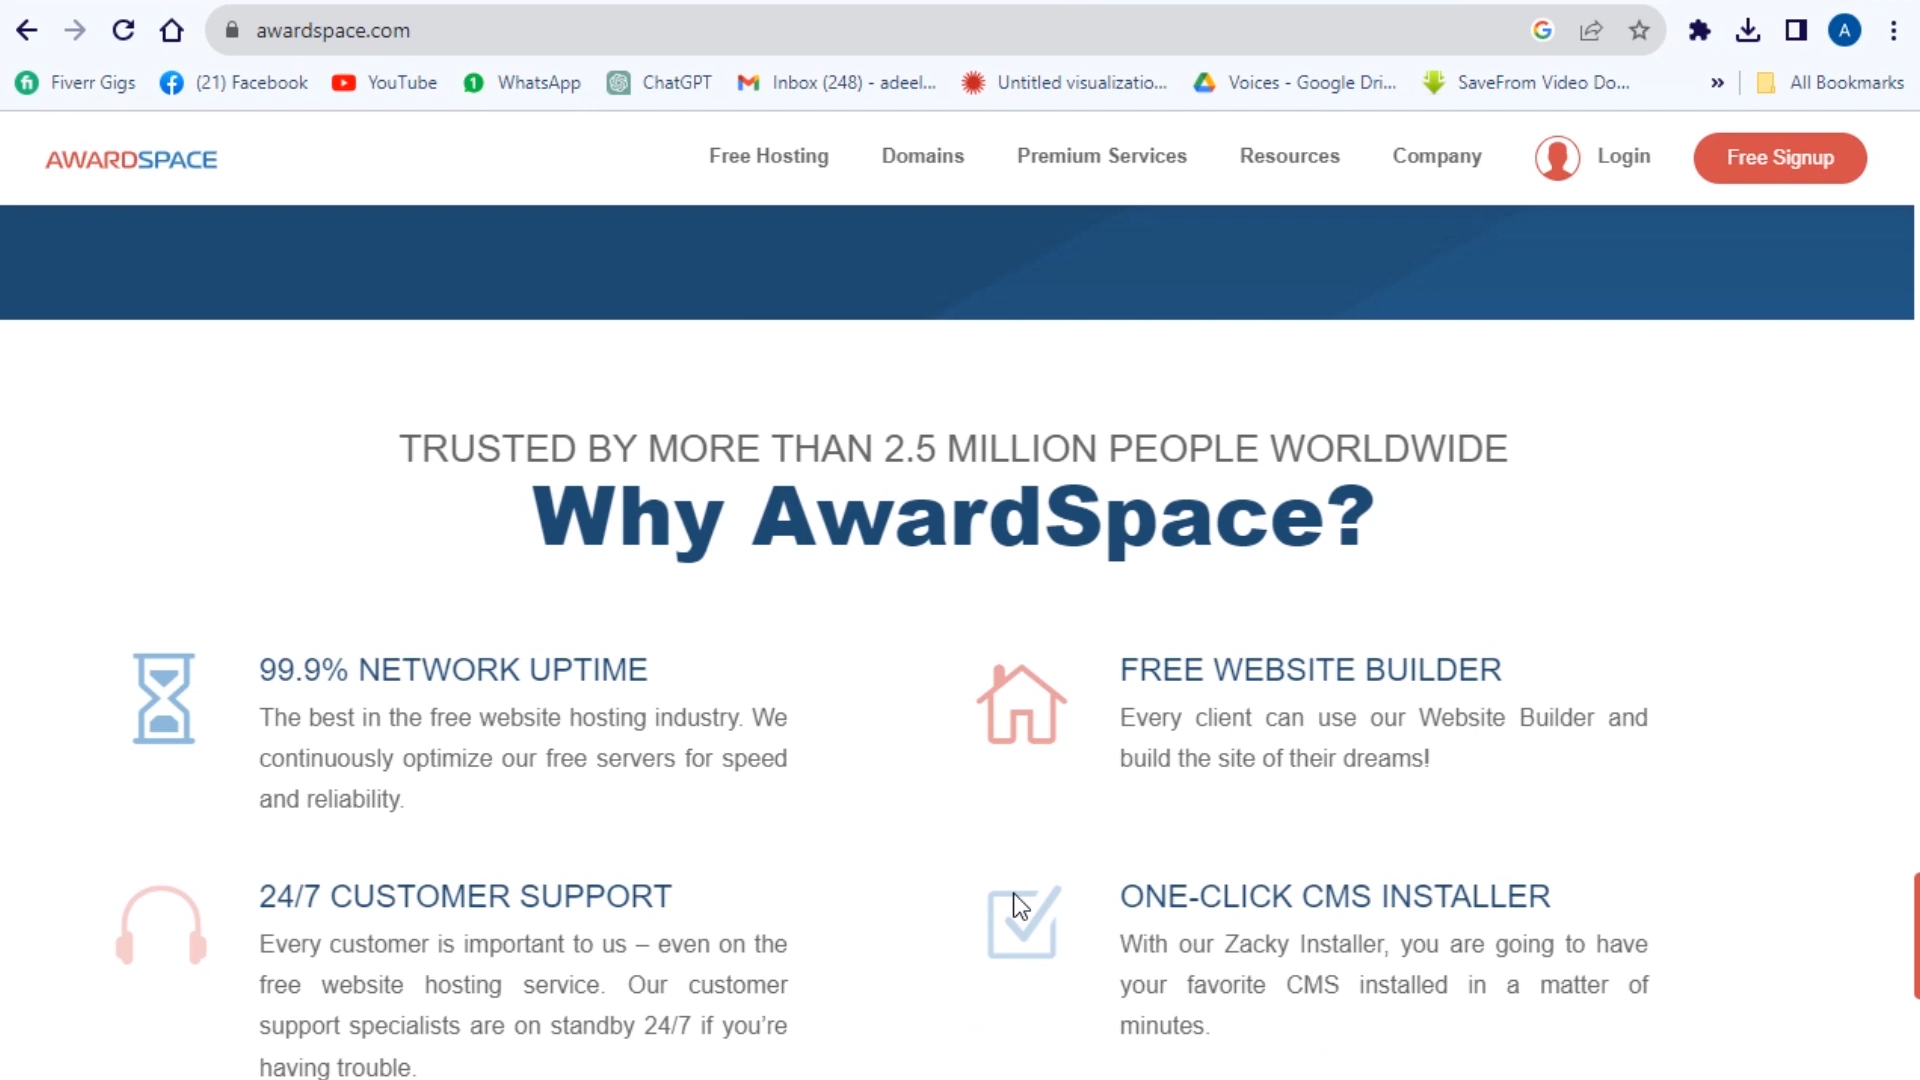 awardspace.com
A
Fiverr Gigs
(21) Facebook
YouTube
1
WhatsApp
ChatGPT
Inbox (248) - adeel...
Untitled visualizatio...
Voices - Google Dri...
SaveFrom Video Do...
»
All Bookmarks
AWARDSPACE
Free Hosting
Domains
Premium Services
Resources
Company
Login
Free Signup
TRUSTED BY MORE THAN 2.5 MILLION PEOPLE WORLDWIDE
Why AwardSpace?
99.9% NETWORK UPTIME
The best in the free website hosting industry. We
continuously optimize our free servers for speed
and reliability.
FREE WEBSITE BUILDER
Every client can use our Website Builder and
build the site of their dreams!
24/7 CUSTOMER SUPPORT
Every customer is important to us – even on the
free website hosting service. Our customer
support specialists are on standby 24/7 if you're
having trouble.
ONE-CLICK CMS INSTALLER
With our Zacky Installer, you are going to have
your favorite CMS installed in a matter of
minutes.